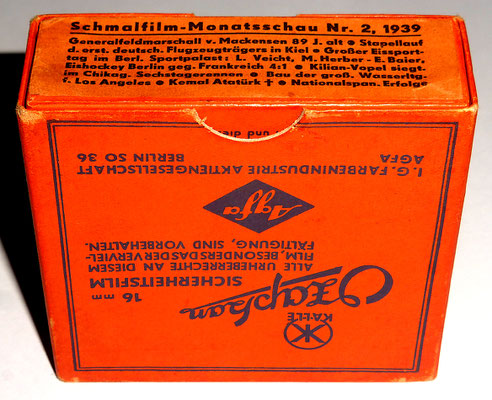 Schmalfilm-Monatsschau Nr. 2, 1939
Generalfeldmarschall v. Mackensen 89 J. alt • Stapellauf
d. erst. deutsch. Flugzeugträgers in Kiel • Großer Eissport-
tag im Berl. Sportpalast: L. Veicht, M. Herber - E. Baier,
Eishockey Berlin geg. Frankreich 4:1 • Kilian-Vopel siegt.
im Chikag. Sechstagerennen • Bau der groß. Wasserltg.
f. Los Angeles • Kemal Atatürk † • Nationalspan. Erfolge
und die
KALLE
Ozaphan
16 mm
SICHERHEITSFILM
ALLE URHEBERRECHTE AN DIESEM
FILM, BESONDERS DAS DER VERVIEL-
FÄLTIGUNG, SIND VORBEHALTEN.
Agfa
I. G. FARBENINDUSTRIE AKTIENGESELLSCHAFT
AGFA BERLIN SO 36